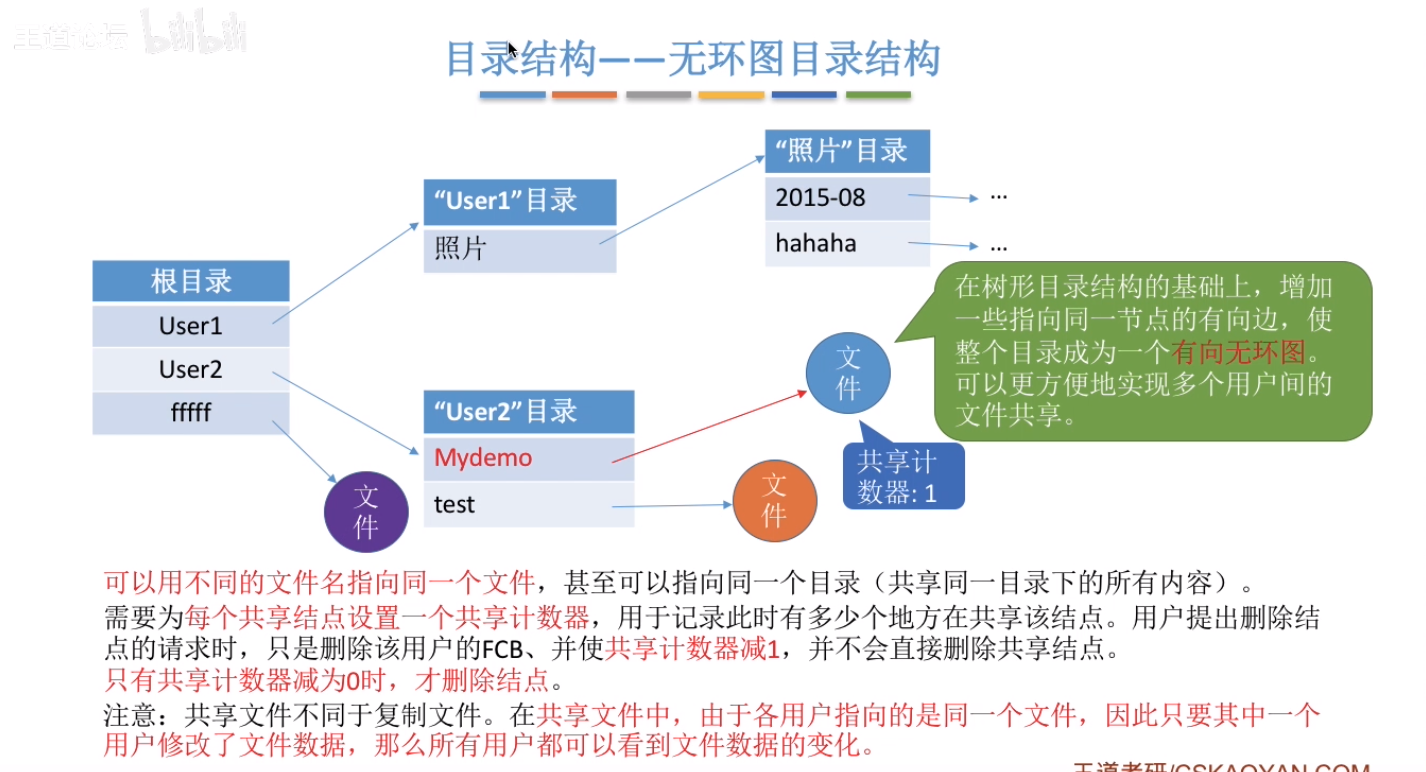 王道论坛 bilibili
目录结构——无环图目录结构
“照片”目录
2015-08
...
hahaha
...
“User1”目录
照片
根目录
User1
User2
fffff
在树形目录结构的基础上，增加
一些指向同一节点的有向边，使
整个目录成为一个有向无环图。
可以更方便地实现多个用户间的
文件共享。
文
件
“User2”目录
Mydemo
test
共享计
数器: 1
文
件
文
件
可以用不同的文件名指向同一个文件，甚至可以指向同一个目录（共享同一目录下的所有内容）。
需要为每个共享结点设置一个共享计数器，用于记录此时有多少个地方在共享该结点。用户提出删除结
点的请求时，只是删除该用户的FCB、并使共享计数器减1，并不会直接删除共享结点。
只有共享计数器减为0时，才删除结点。
注意：共享文件不同于复制文件。在共享文件中，由于各用户指向的是同一个文件，因此只要其中一个
用户修改了文件数据，那么所有用户都可以看到文件数据的变化。
王道考研/CSKAOYAN.COM